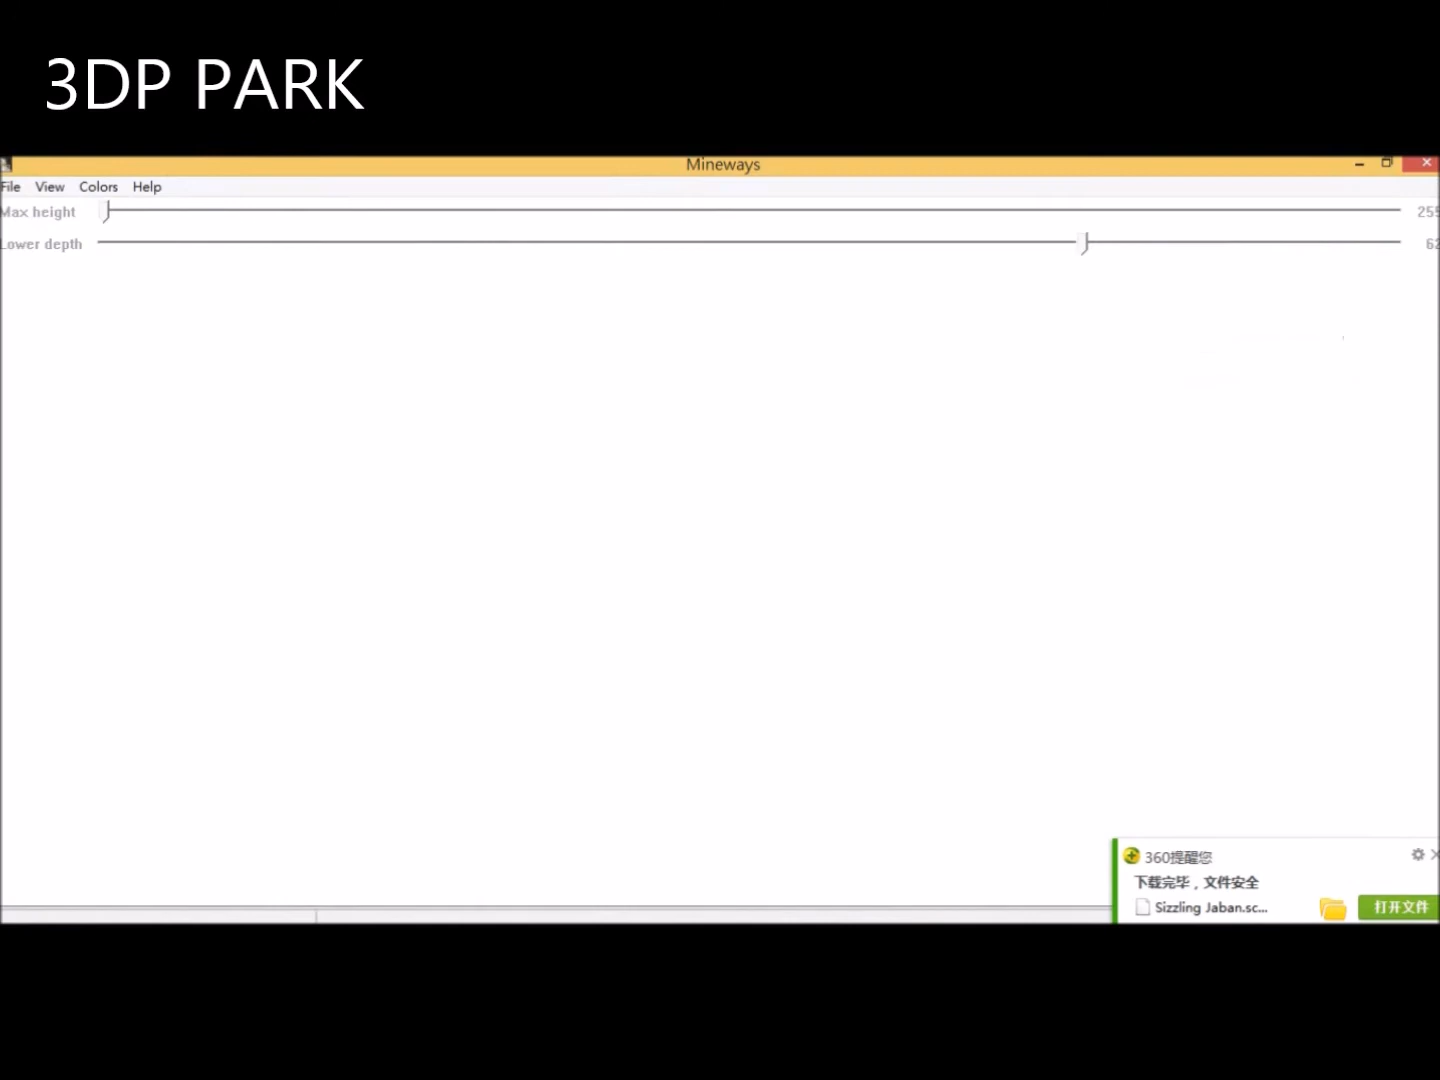 3DP PARK
Mineways
File View Colors Help
Max height 255
Lower depth 62
360提醒您
下载完毕，文件安全
Sizzling Jaban.sc...
打开文件